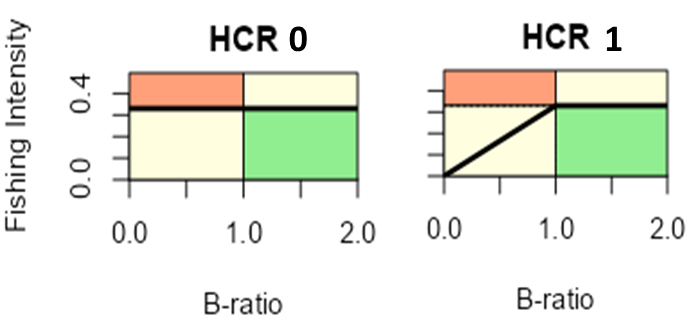 HCR 0
HCR 1
Fishing Intensity
0.4
0.0
0.0 1.0 2.0
0.0 1.0 2.0
B-ratio
B-ratio